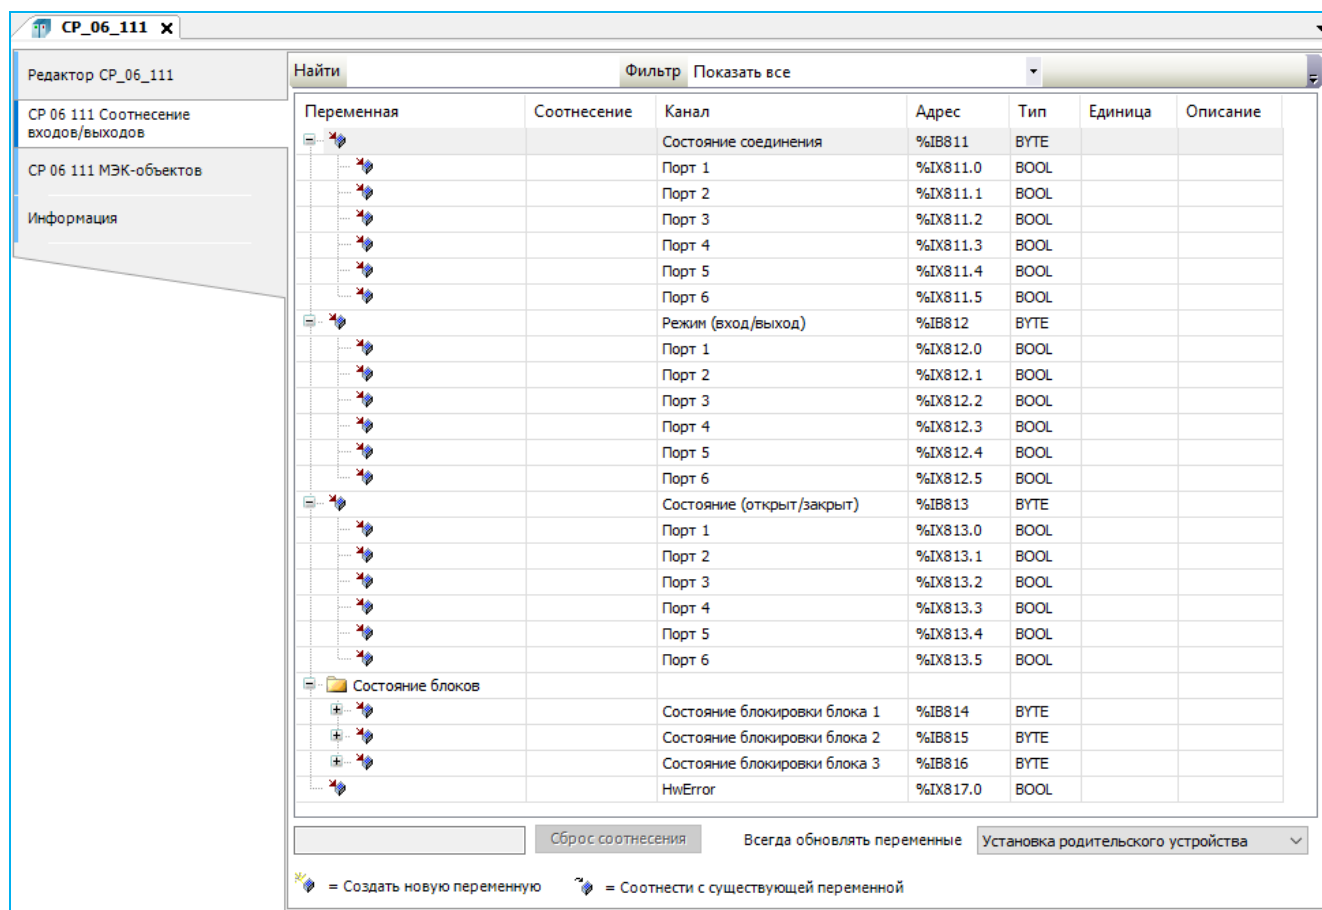 CP_06_111 x
Редактор CP_06_111
CP 06 111 Соотнесение
входов/выходов
CP 06 111 МЭК-объектов
Информация
Найти Фильтр Показать все
Переменная Соотнесение Канал Адрес Тип Единица Описание
Состояние соединения %IB811 BYTE
Порт 1 %IX811.0 BOOL
Порт 2 %IX811.1 BOOL
Порт 3 %IX811.2 BOOL
Порт 4 %IX811.3 BOOL
Порт 5 %IX811.4 BOOL
Порт 6 %IX811.5 BOOL
Режим (вход/выход) %IB812 BYTE
Порт 1 %IX812.0 BOOL
Порт 2 %IX812.1 BOOL
Порт 3 %IX812.2 BOOL
Порт 4 %IX812.3 BOOL
Порт 5 %IX812.4 BOOL
Порт 6 %IX812.5 BOOL
Состояние (открыт/закрыт) %IB813 BYTE
Порт 1 %IX813.0 BOOL
Порт 2 %IX813.1 BOOL
Порт 3 %IX813.2 BOOL
Порт 4 %IX813.3 BOOL
Порт 5 %IX813.4 BOOL
Порт 6 %IX813.5 BOOL
Состояние блоков
Состояние блокировки блока 1 %IB814 BYTE
Состояние блокировки блока 2 %IB815 BYTE
Состояние блокировки блока 3 %IB816 BYTE
HwError %IX817.0 BOOL
Сброс соотнесения Всегда обновлять переменные Установка родительского устройства
= Создать новую переменную = Соотнести с существующей переменной